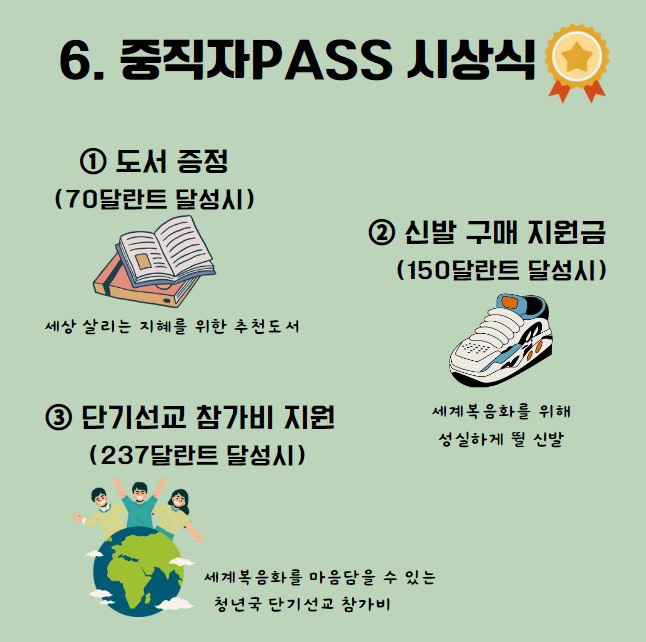 6. 중직자PASS 시상식
① 도서 증정
(70달란트 달성시)
세상 살리는 지혜를 위한 추천도서
② 신발 구매 지원금
(150달란트 달성시)
세계복음화를 위해
성실하게 뛸 신발
③ 단기선교 참가비 지원
(237달란트 달성시)
세계복음화를 마음담을 수 있는
청년국 단기선교 참가비